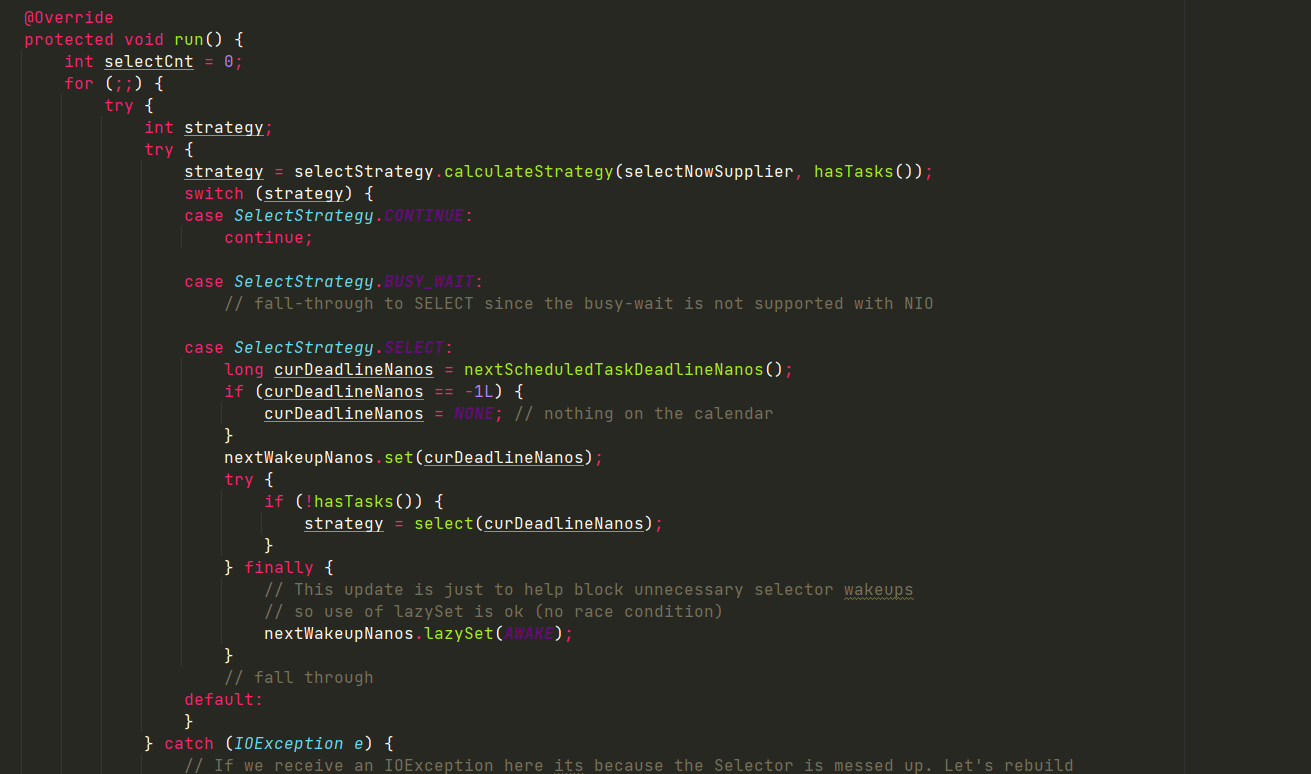 @Override
protected void run() {
int selectCnt = 0;
for (;;) {
try {
int strategy;
try {
strategy = selectStrategy.calculateStrategy(selectNowSupplier, hasTasks());
switch (strategy) {
case SelectStrategy.CONTINUE:
continue;
case SelectStrategy.BUSY_WAIT:
// fall-through to SELECT since the busy-wait is not supported with NIO
case SelectStrategy.SELECT:
long curDeadlineNanos = nextScheduledTaskDeadlineNanos();
if (curDeadlineNanos == -1L) {
curDeadlineNanos = NONE; // nothing on the calendar
}
nextWakeupNanos.set(curDeadlineNanos);
try {
if (!hasTasks()) {
strategy = select(curDeadlineNanos);
}
} finally {
// This update is just to help block unnecessary selector wakeups
// so use of lazySet is ok (no race condition)
nextWakeupNanos.lazySet(AWAKE);
}
// fall through
default:
}
} catch (IOException e) {
// If we receive an IOException here its because the Selector is messed up. Let's rebuild